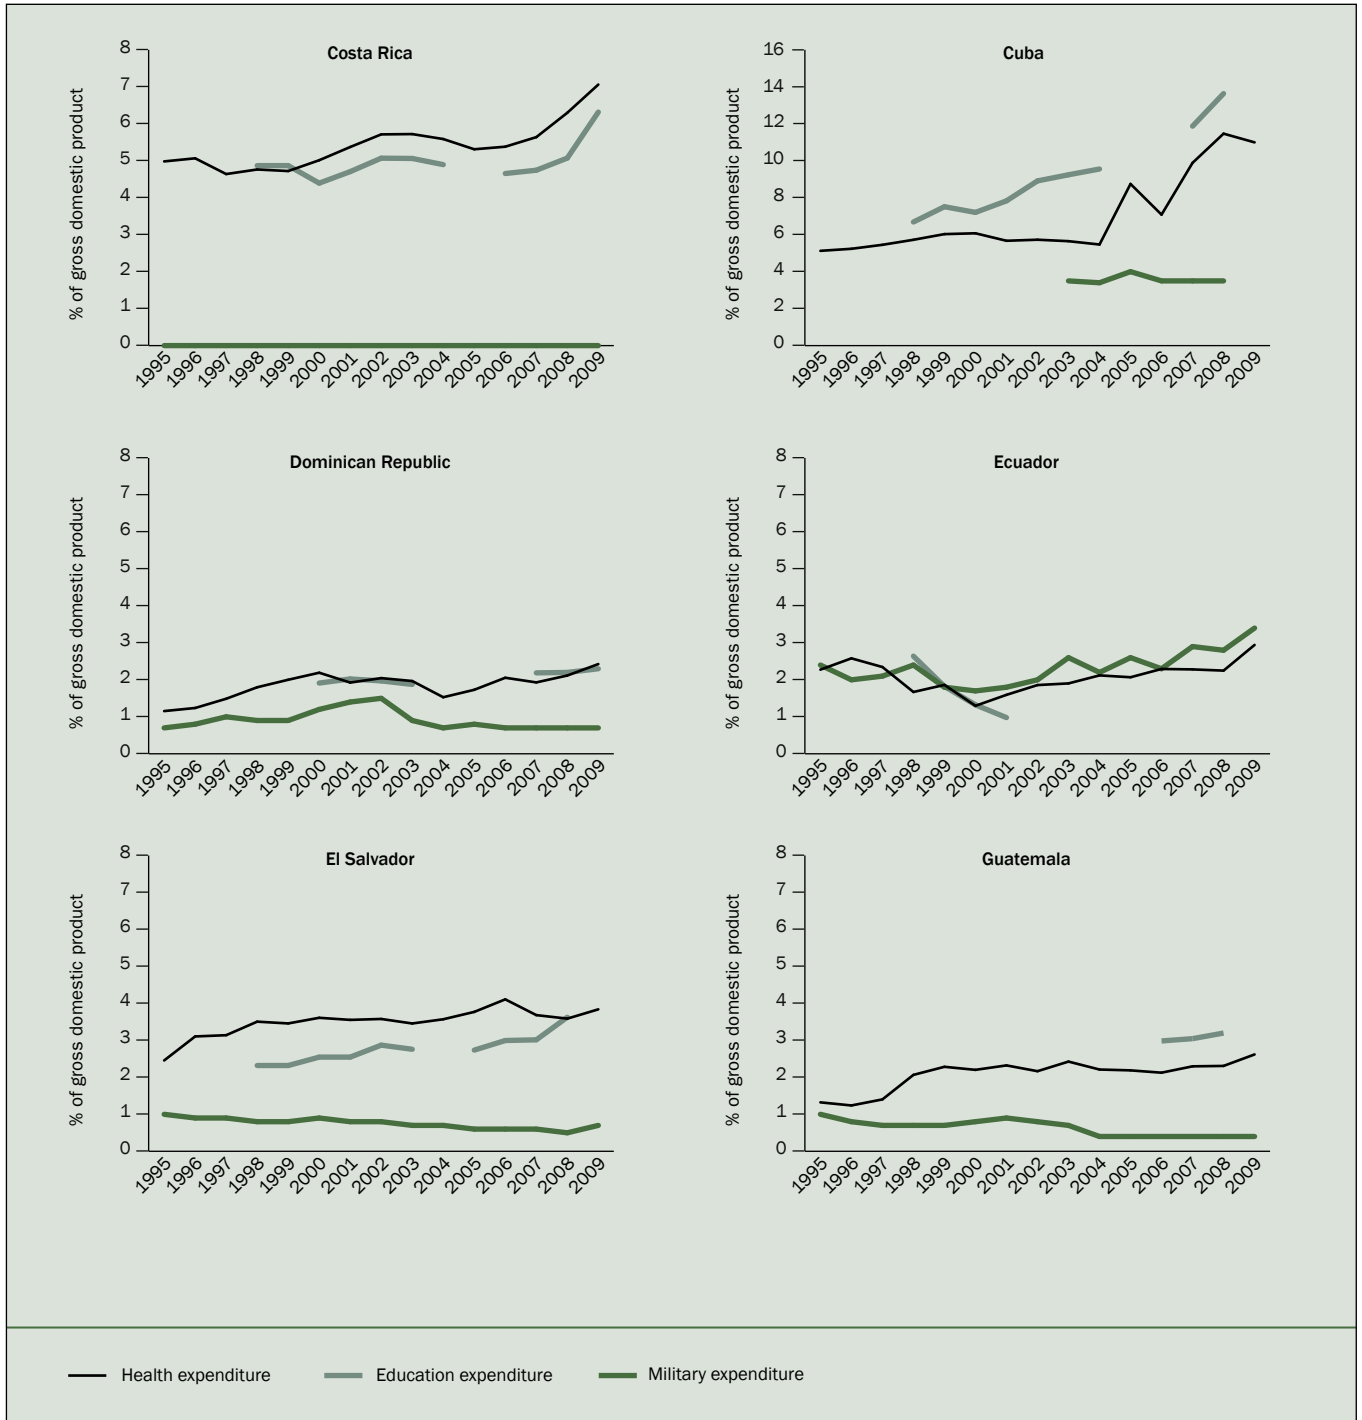 Costa Rica
% of gross domestic product
8
7
6
5
4
3
2
1
0
1995 1996 1997 1998 1999 2000 2001 2002 2003 2004 2005 2006 2007 2008 2009
Cuba
% of gross domestic product
16
14
12
10
8
6
4
2
0
1995 1996 1997 1998 1999 2000 2001 2002 2003 2004 2005 2006 2007 2008 2009
Dominican Republic
% of gross domestic product
8
7
6
5
4
3
2
1
0
1995 1996 1997 1998 1999 2000 2001 2002 2003 2004 2005 2006 2007 2008 2009
Ecuador
% of gross domestic product
8
7
6
5
4
3
2
1
0
1995 1996 1997 1998 1999 2000 2001 2002 2003 2004 2005 2006 2007 2008 2009
El Salvador
% of gross domestic product
8
7
6
5
4
3
2
1
0
1995 1996 1997 1998 1999 2000 2001 2002 2003 2004 2005 2006 2007 2008 2009
Guatemala
% of gross domestic product
8
7
6
5
4
3
2
1
0
1995 1996 1997 1998 1999 2000 2001 2002 2003 2004 2005 2006 2007 2008 2009
Health expenditure Education expenditure Military expenditure